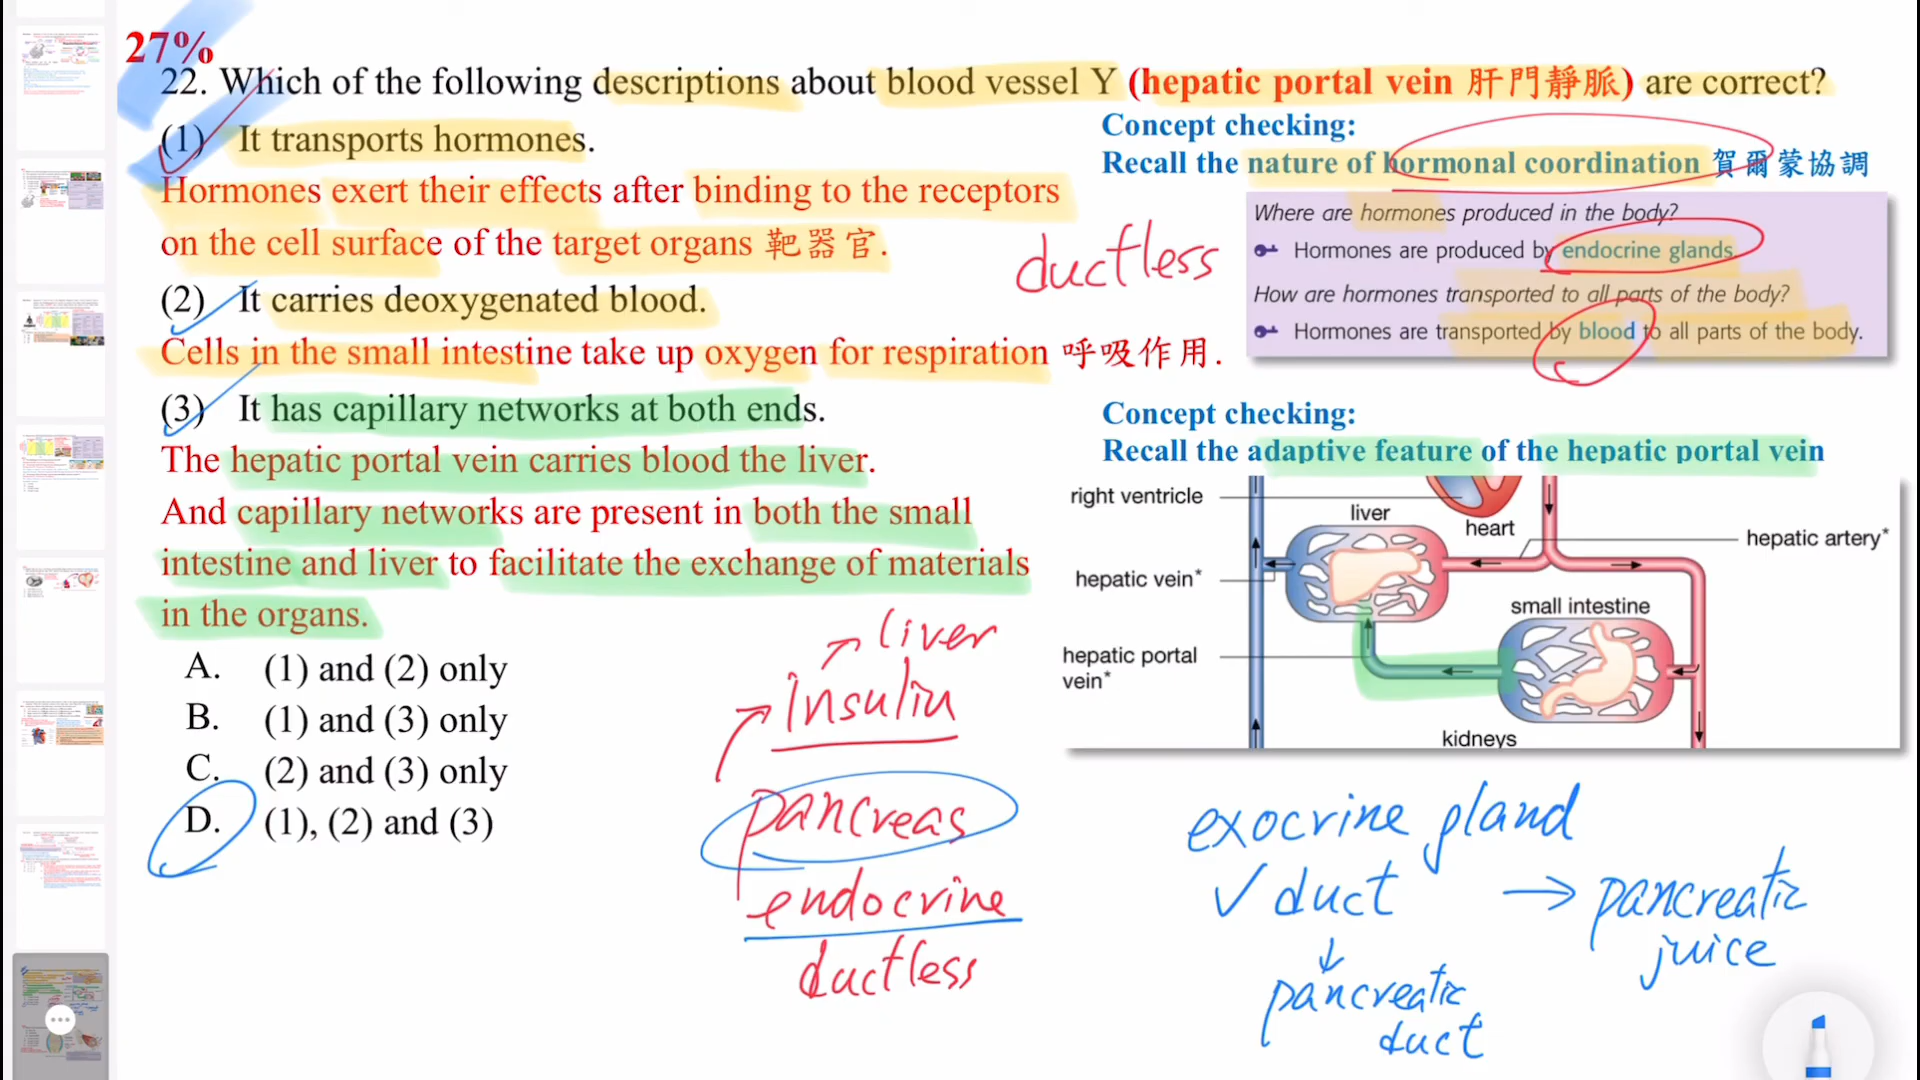 27%
22. Which of the following descriptions about blood vessel Y (hepatic portal vein 肝門靜脈) are correct?
(1) It transports hormones.
Hormones exert their effects after binding to the receptors
on the cell surface of the target organs 靶器官.
(2) It carries deoxygenated blood.
Cells in the small intestine take up oxygen for respiration 呼吸作用.
(3) It has capillary networks at both ends.
The hepatic portal vein carries blood the liver.
And capillary networks are present in both the small
intestine and liver to facilitate the exchange of materials
in the organs.
A. (1) and (2) only
B. (1) and (3) only
C. (2) and (3) only
D. (1), (2) and (3)
Concept checking:
Recall the nature of hormonal coordination 賀爾蒙協調
Where are hormones produced in the body?
Hormones are produced by endocrine glands.
How are hormones transported to all parts of the body?
Hormones are transported by blood to all parts of the body.
ductless
Concept checking:
Recall the adaptive feature of the hepatic portal vein
right ventricle
liver
heart
hepatic artery*
hepatic vein*
small intestine
hepatic portal
vein*
kidneys
liver
insulin
pancreas
endocrine
ductless
exocrine gland
✓ duct → pancreatic
juice
↓
pancreatic
duct